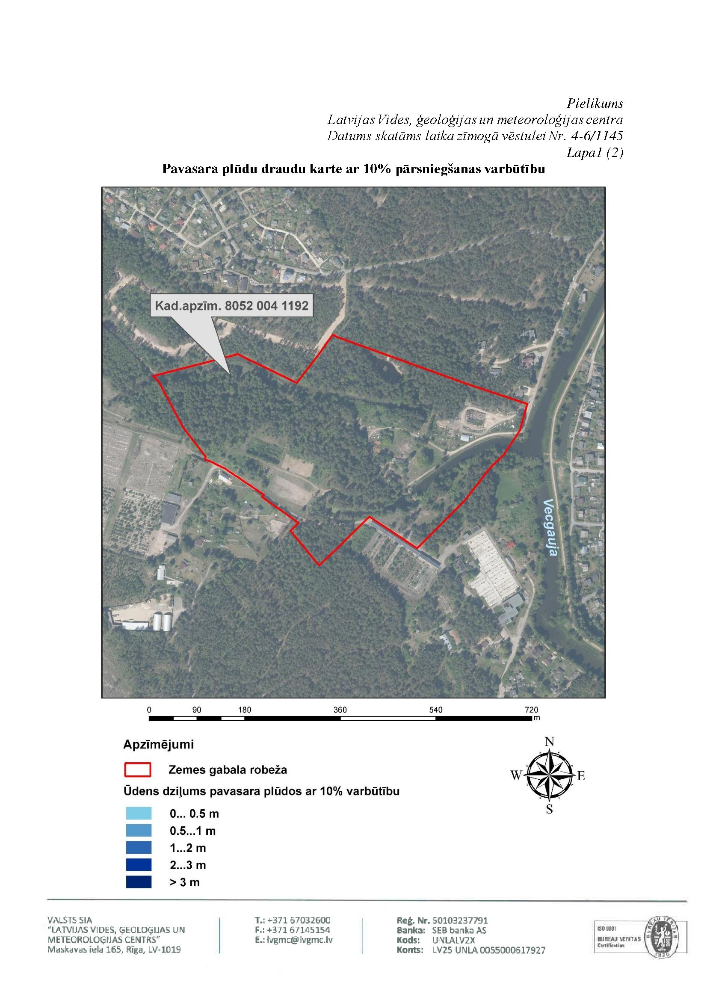 Pielikums
Latvijas Vides, ģeoloģijas un meteoroloģijas centra
Datums skatāms laika zīmogā vēstulei Nr. 4-6/1145
Lapa1 (2)
Pavasara plūdu draudu karte ar 10% pārsniegšanas varbūtību
Kad.apzīm. 8052 004 1192
Vecgauja
0 90 180 360 540 720
m
Apzīmējumi
Zemes gabala robeža
Ūdens dziļums pavasara plūdos ar 10% varbūtību
0... 0.5 m
0.5...1 m
1...2 m
2...3 m
> 3 m
N
W E
S
VALSTS SIA
"LATVIJAS VIDES, ĢEOLOĢIJAS UN
METEOROLOĢIJAS CENTRS"
Maskavas iela 165, Rīga, LV-1019
T.: +371 67032600
F.: +371 67145154
E.: lvgmc@lvgmc.lv
Reģ. Nr. 50103237791
Banka: SEB banka AS
Kods: UNLALV2X
Konts: LV25 UNLA 0055000617927
ISO 9001
BUREAU VERITAS
Certification
BUREAU VERITAS
1828